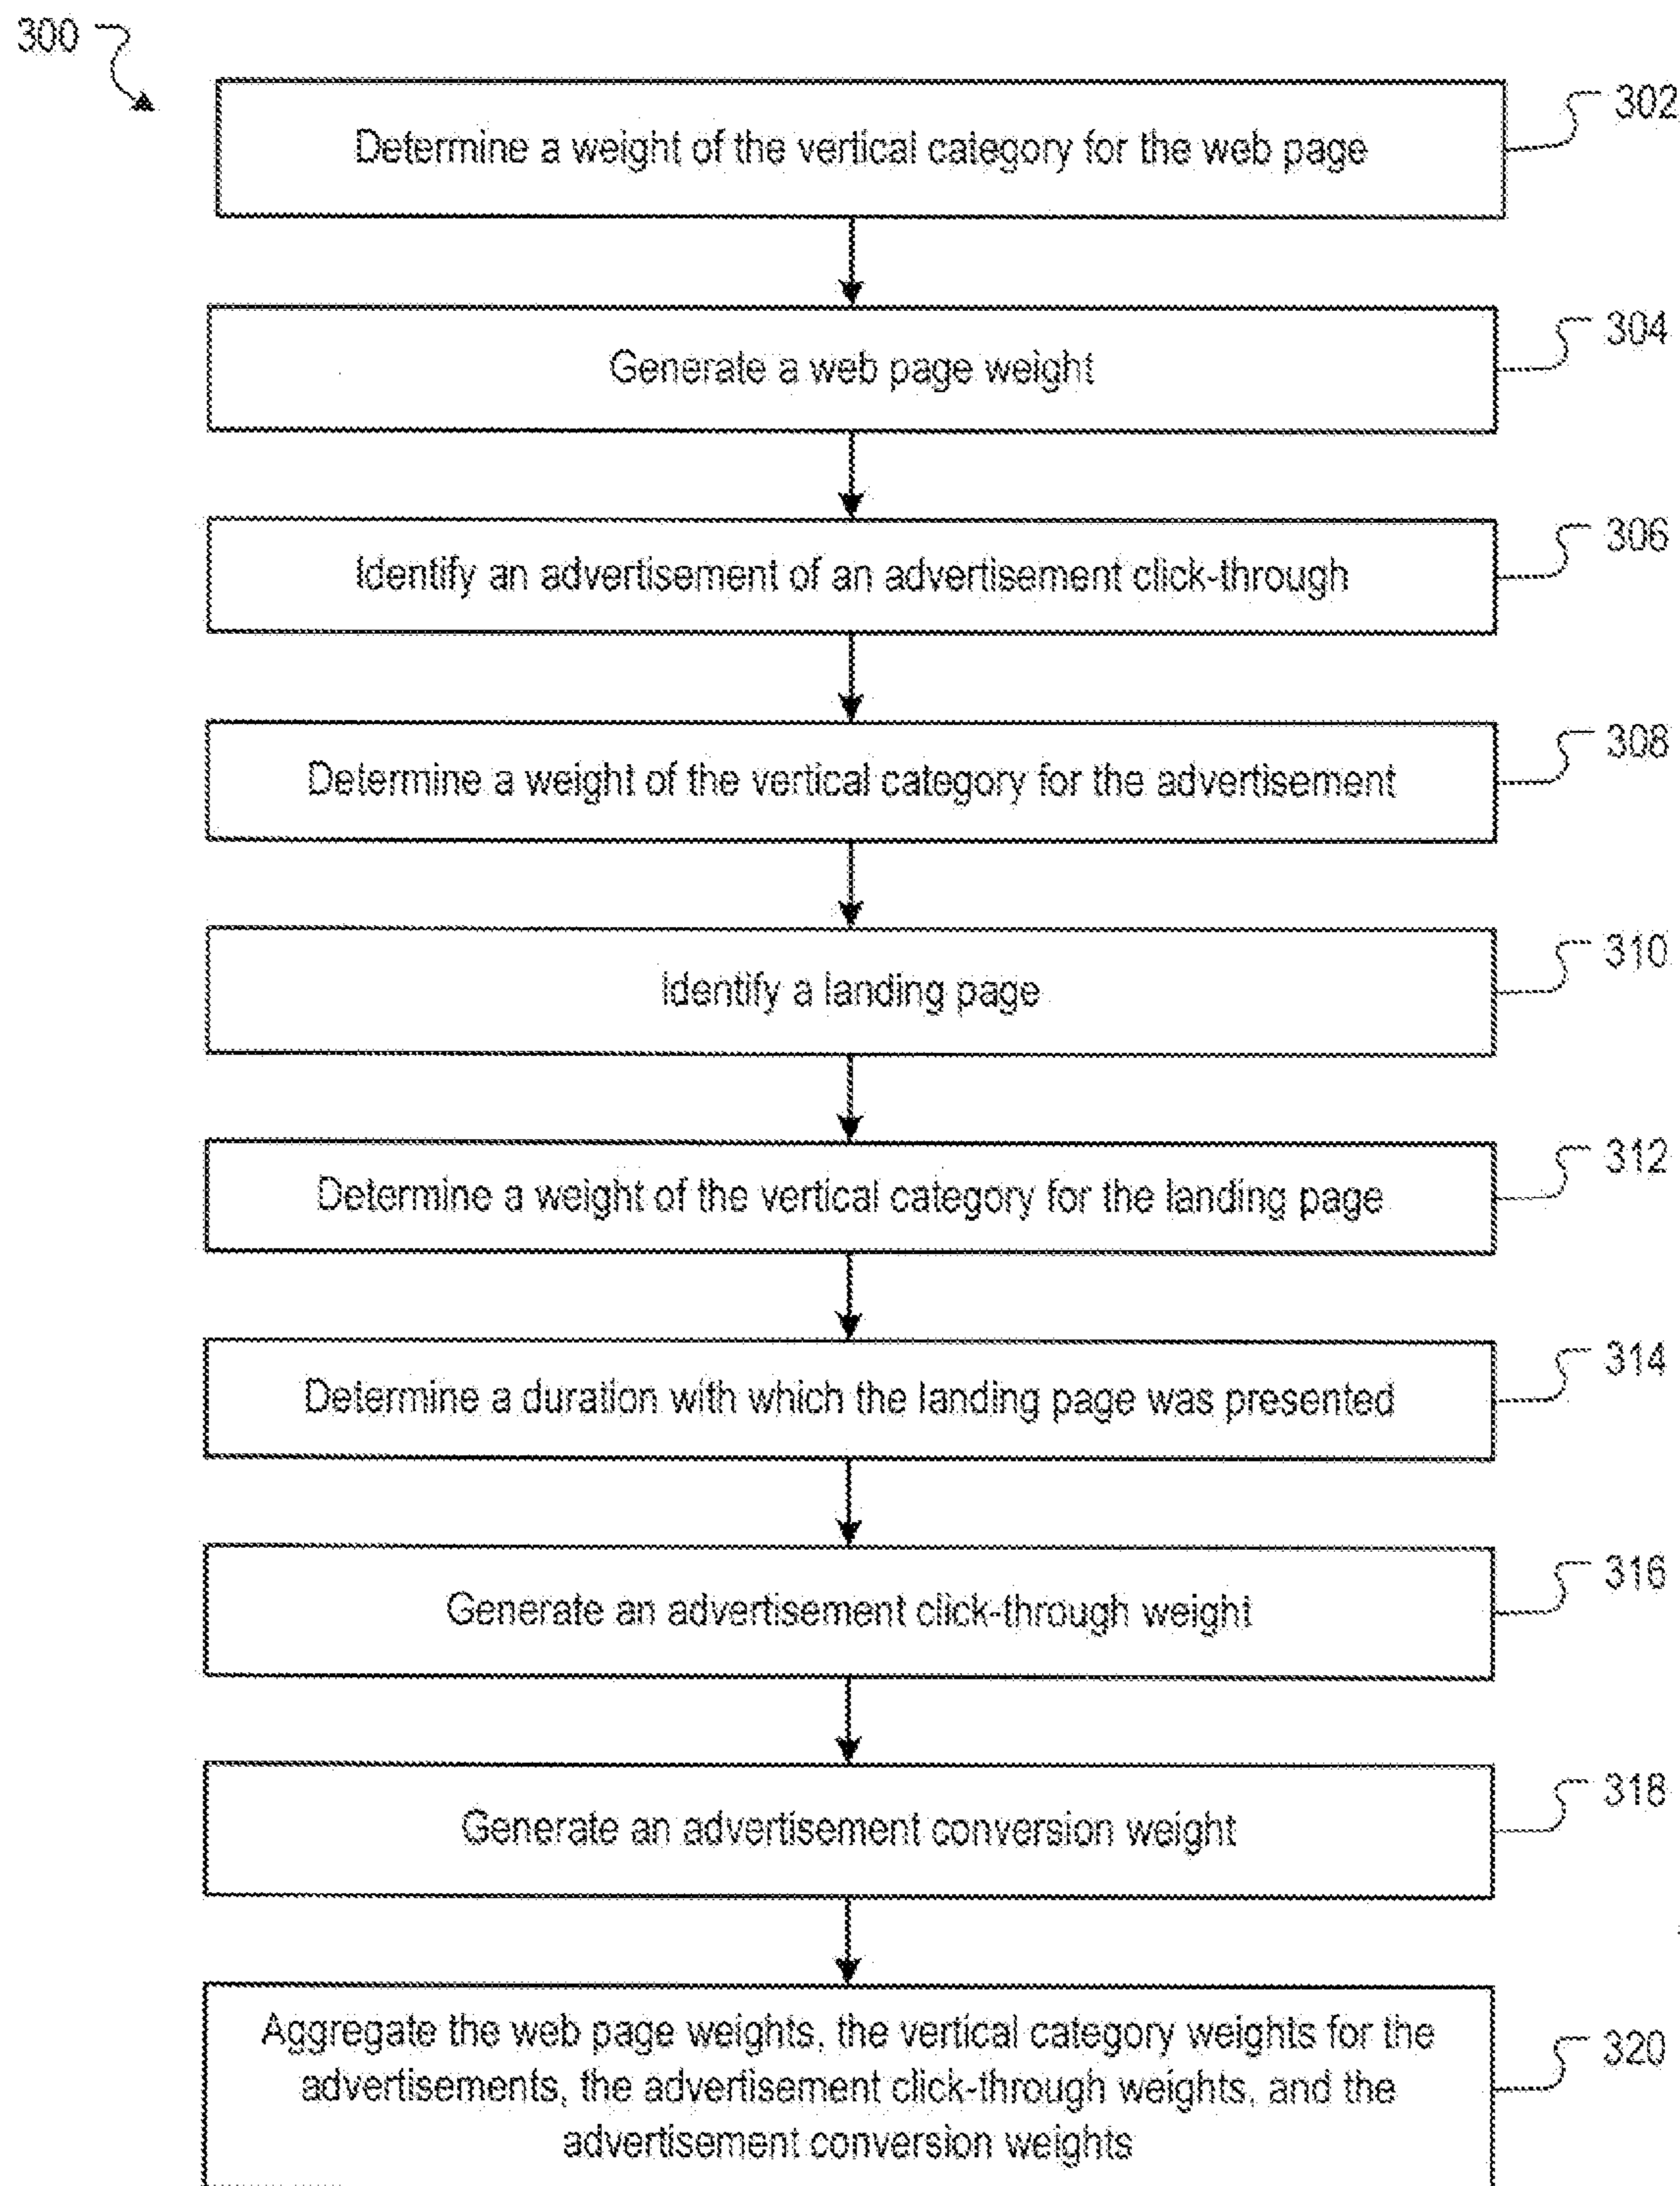 300
Determine a weight of the vertical category for the web page
302
Generate a web page weight
304
Identify an advertisement of an advertisement click-through
306
Determine a weight of the vertical category for the advertisement
308
Identify a landing page
310
Determine a weight of the vertical category for the landing page
312
Determine a duration with which the landing page was presented
314
Generate an advertisement click-through weight
316
Generate an advertisement conversion weight
318
Aggregate the web page weights, the vertical category weights for the
advertisements, the advertisement click-through weights, and the
advertisement conversion weights
320